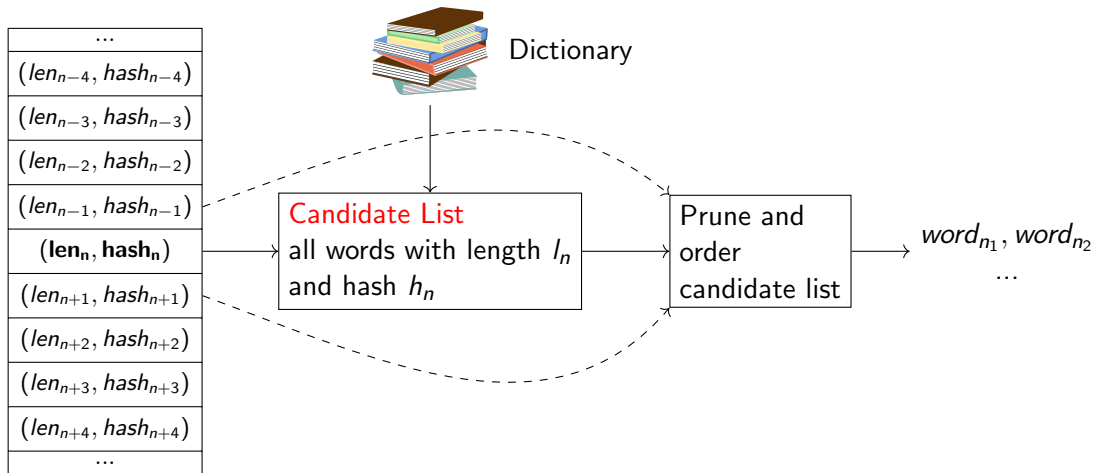 ...
(len_{n−4}, hash_{n−4})
(len_{n−3}, hash_{n−3})
(len_{n−2}, hash_{n−2})
(len_{n−1}, hash_{n−1})
(len_n, hash_n)
(len_{n+1}, hash_{n+1})
(len_{n+2}, hash_{n+2})
(len_{n+3}, hash_{n+3})
(len_{n+4}, hash_{n+4})
...
Dictionary
Candidate List
all words with length l_n
and hash h_n
Prune and
order
candidate list
word_{n_1}, word_{n_2}
...